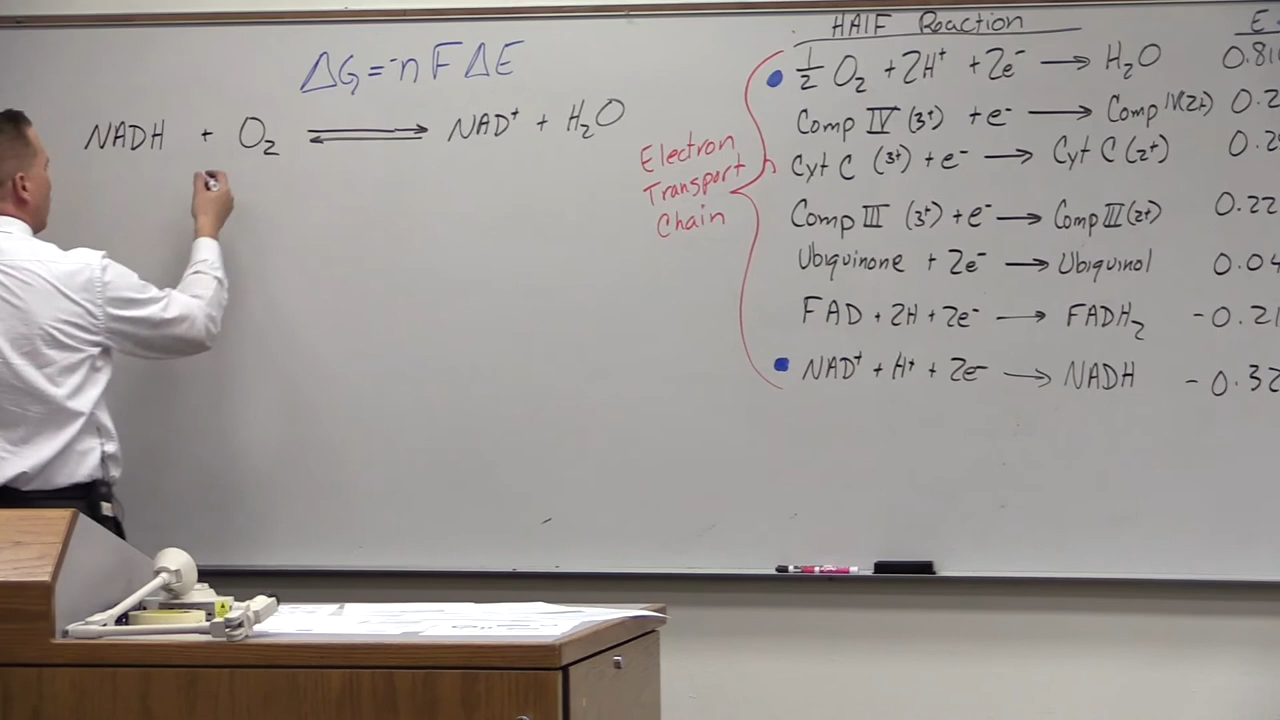 ΔG = -nFΔE
NADH + O₂ ⇌ NAD⁺ + H₂O
Electron
Transport
Chain
HAlF Reaction E
½ O₂ + 2H⁺ + 2e⁻ → H₂O 0.81
Comp IV (3⁺) + e⁻ → Comp IV(2+) 0.2
Cyt C (3⁺) + e⁻ → Cyt C (2⁺) 0.2
Comp III (3⁺) + e⁻ → Comp III (2⁺) 0.22
Ubiquinone + 2e⁻ → Ubiquinol 0.04
FAD + 2H + 2e⁻ → FADH₂ -0.21
NAD⁺ + H⁺ + 2e⁻ → NADH -0.32